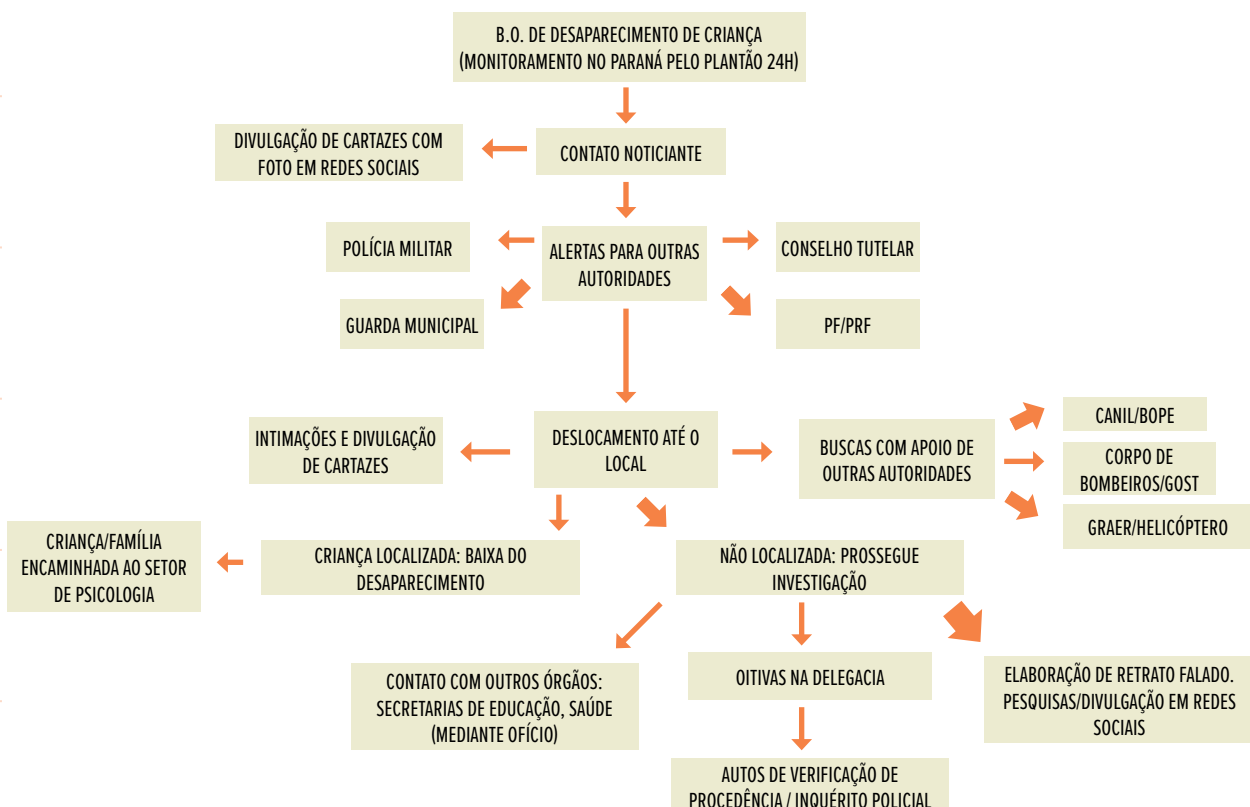 B.O. DE DESAPARECIMENTO DE CRIANÇA
(MONITORAMENTO NO PARANÁ PELO PLANTÃO 24H)
DIVULGAÇÃO DE CARTAZES COM
FOTO EM REDES SOCIAIS
CONTATO NOTICIANTE
POLÍCIA MILITAR
ALERTAS PARA OUTRAS
AUTORIDADES
CONSELHO TUTELAR
GUARDA MUNICIPAL
PF/PRF
INTIMAÇÕES E DIVULGAÇÃO
DE CARTAZES
DESLOCAMENTO ATÉ O
LOCAL
BUSCAS COM APOIO DE
OUTRAS AUTORIDADES
CANIL/BOPE
CORPO DE
BOMBEIROS/GOST
GRAER/HELICÓPTERO
CRIANÇA/FAMÍLIA
ENCAMINHADA AO SETOR
DE PSICOLOGIA
CRIANÇA LOCALIZADA: BAIXA DO
DESAPARECIMENTO
NÃO LOCALIZADA: PROSSEGUE
INVESTIGAÇÃO
CONTATO COM OUTROS ÓRGÃOS:
SECRETARIAS DE EDUCAÇÃO, SAÚDE
(MEDIANTE OFÍCIO)
OITIVAS NA DELEGACIA
ELABORAÇÃO DE RETRATO FALADO.
PESQUISAS/DIVULGAÇÃO EM REDES
SOCIAIS
AUTOS DE VERIFICAÇÃO DE
PROCEDÊNCIA / INQUÉRITO POLICIAL